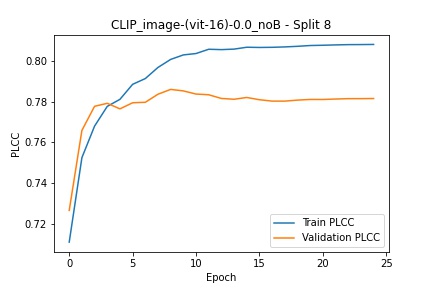 CLIP_image-(vit-16)-0.0_noB - Split 8
PLCC
0.80
0.78
0.76
0.74
0.72
0 5 10 15 20 25
Epoch
Train PLCC
Validation PLCC